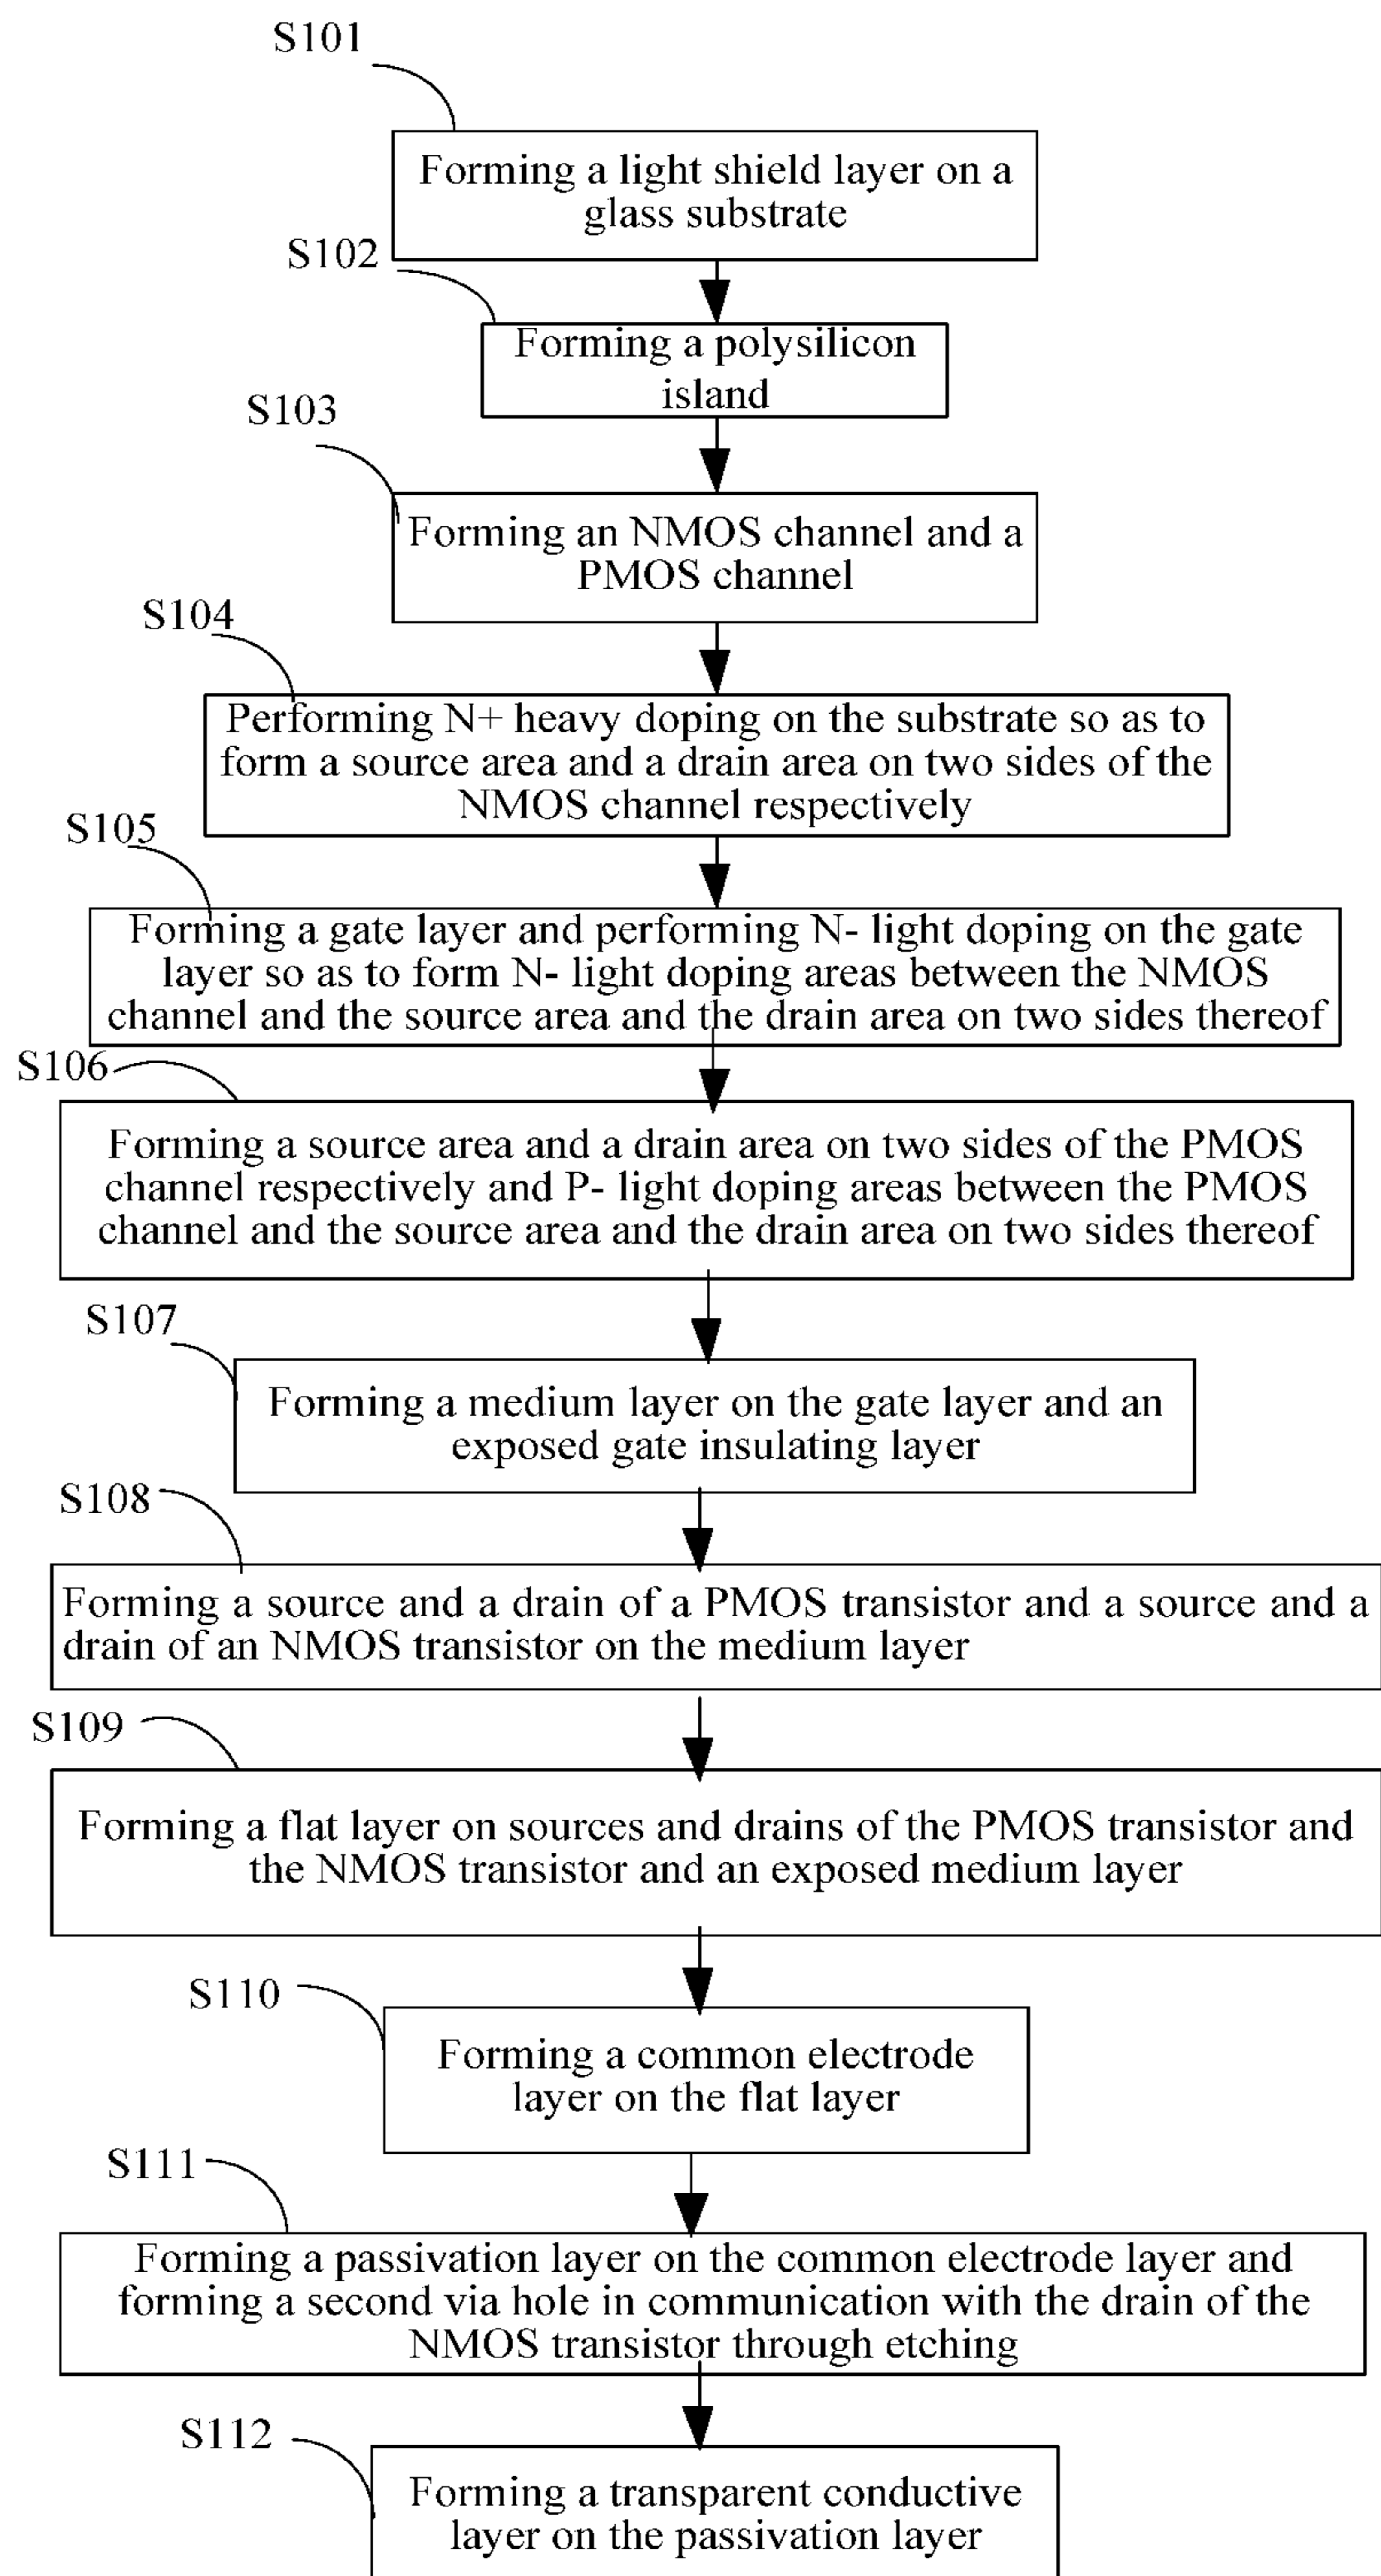 S101
Forming a light shield layer on a
glass substrate
S102
Forming a polysilicon
island
S103
Forming an NMOS channel and a
PMOS channel
S104
Performing N+ heavy doping on the substrate so as to
form a source area and a drain area on two sides of the
NMOS channel respectively
S105
Forming a gate layer and performing N- light doping on the gate
layer so as to form N- light doping areas between the NMOS
channel and the source area and the drain area on two sides thereof
S106
Forming a source area and a drain area on two sides of the PMOS
channel respectively and P- light doping areas between the PMOS
channel and the source area and the drain area on two sides thereof
S107
Forming a medium layer on the gate layer and an
exposed gate insulating layer
S108
Forming a source and a drain of a PMOS transistor and a source and a
drain of an NMOS transistor on the medium layer
S109
Forming a flat layer on sources and drains of the PMOS transistor and
the NMOS transistor and an exposed medium layer
S110
Forming a common electrode
layer on the flat layer
S111
Forming a passivation layer on the common electrode layer and
forming a second via hole in communication with the drain of the
NMOS transistor through etching
S112
Forming a transparent conductive
layer on the passivation layer